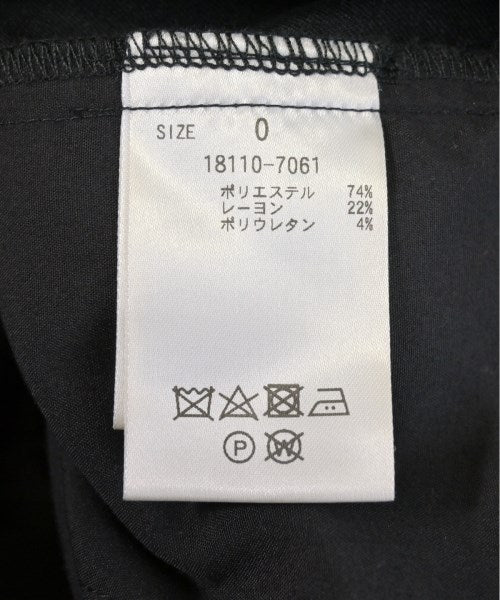 SIZE 0
18110-7061
ポリエステル 74%
レーヨン 22%
ポリウレタン 4%
P W